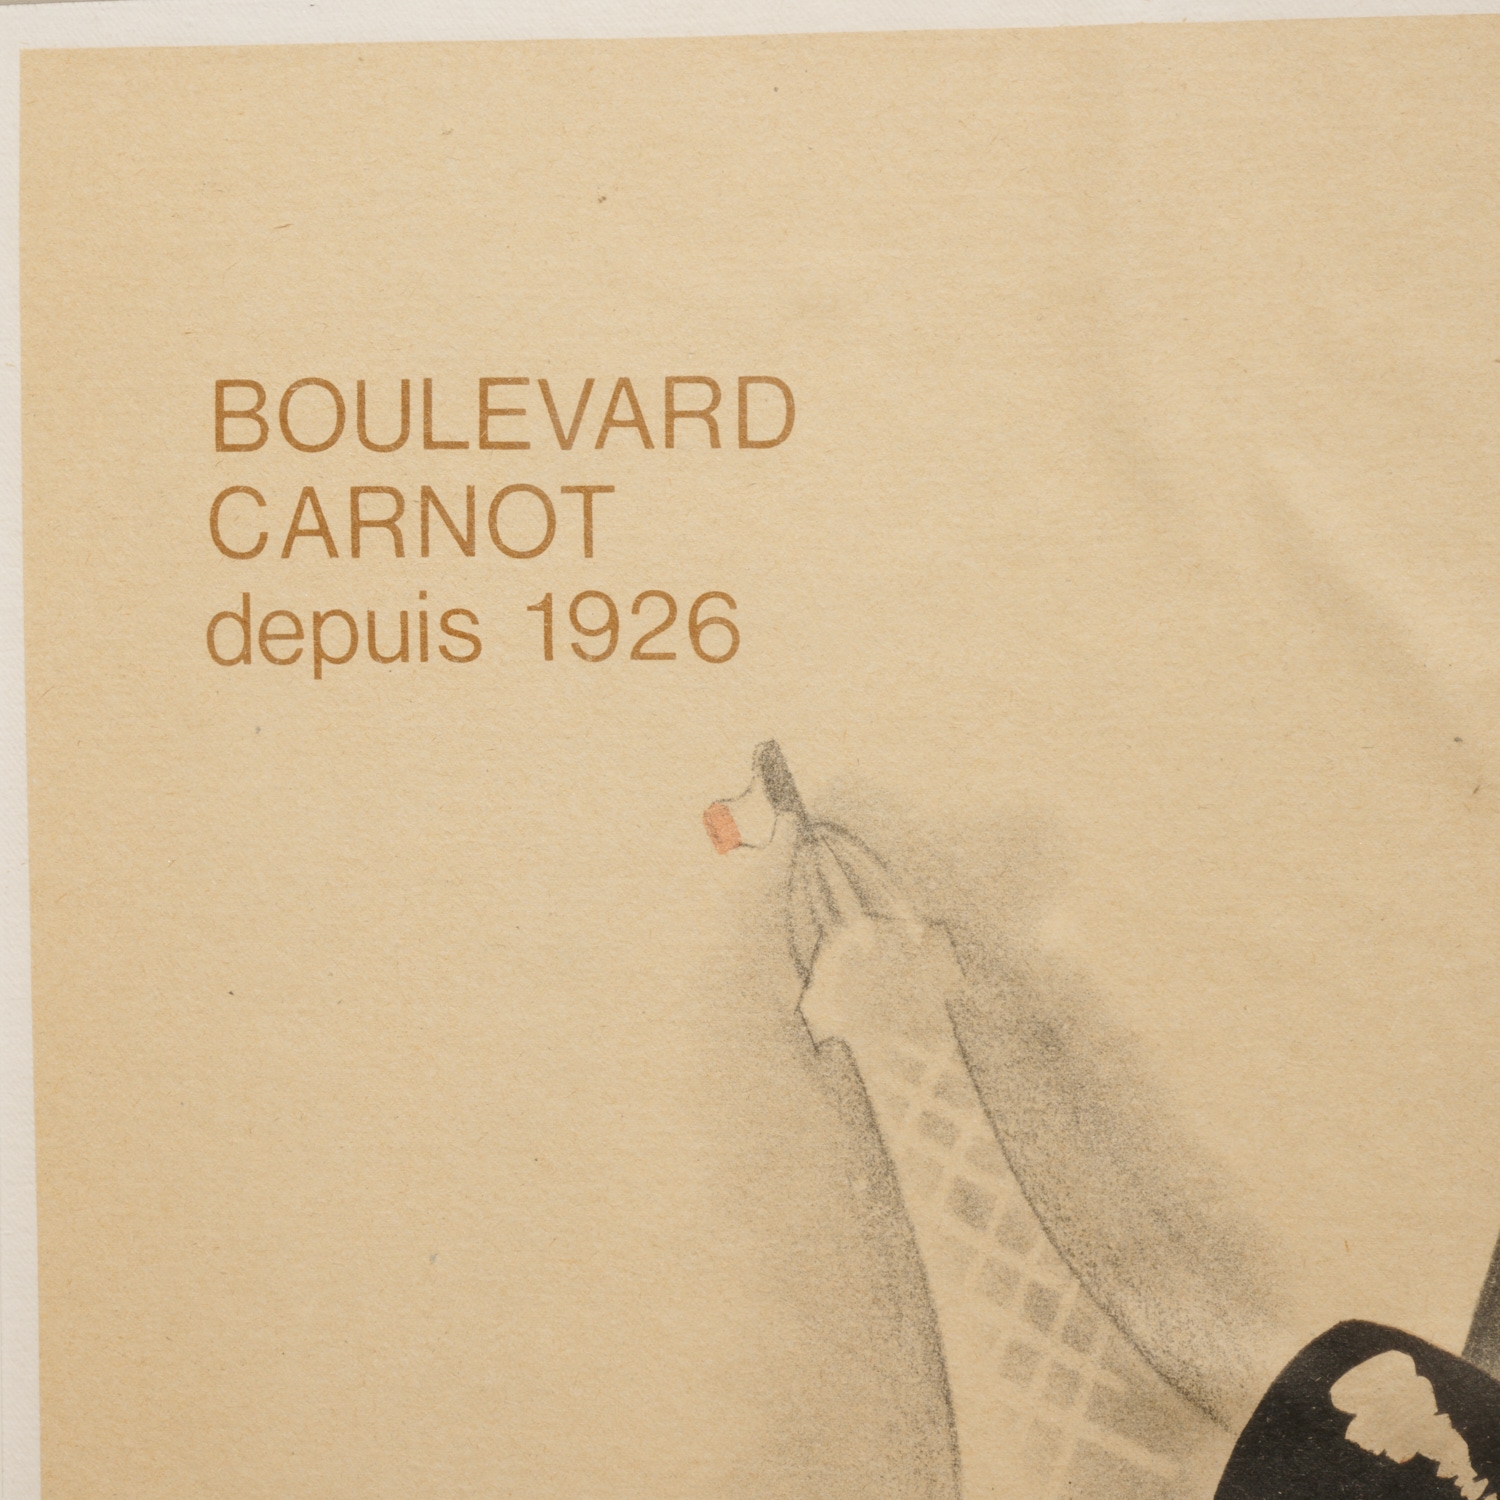 BOULEVARD
CARNOT
depuis 1926